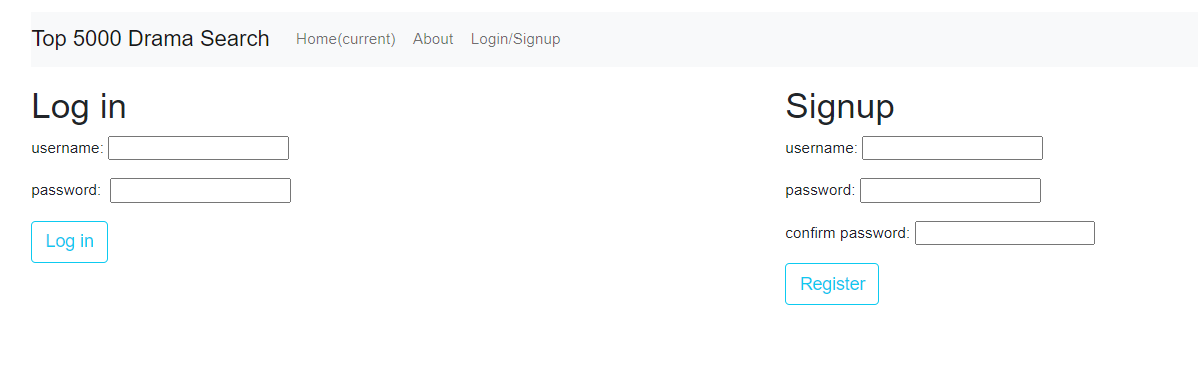 Top 5000 Drama Search Home(current) About Login/Signup
Log in
username:
password:
Log in
Signup
username:
password:
confirm password:
Register